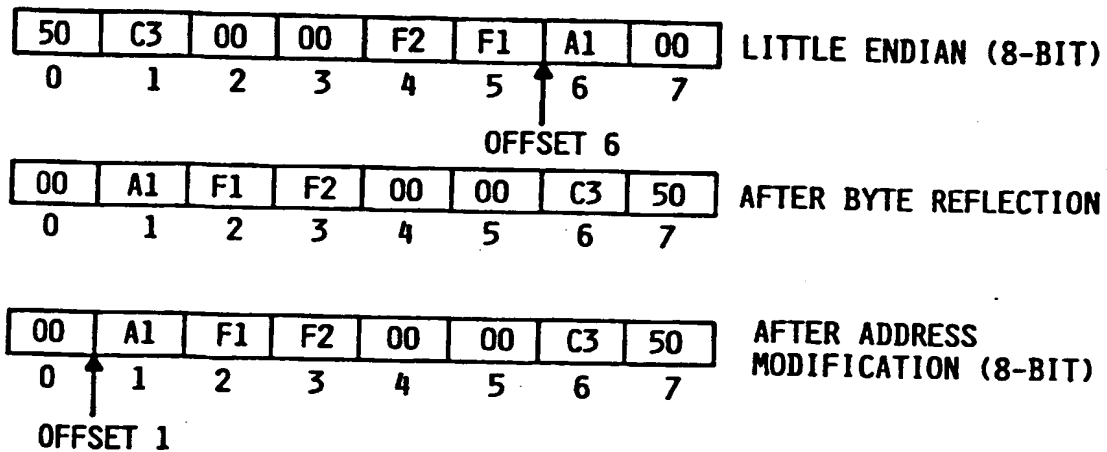 50 C3 00 00 F2 F1 A1 00 LITTLE ENDIAN (8-BIT)
0 1 2 3 4 5 6 7
OFFSET 6
00 A1 F1 F2 00 00 C3 50 AFTER BYTE REFLECTION
0 1 2 3 4 5 6 7
00 A1 F1 F2 00 00 C3 50 AFTER ADDRESS
MODIFICATION (8-BIT)
0 1 2 3 4 5 6 7
OFFSET 1